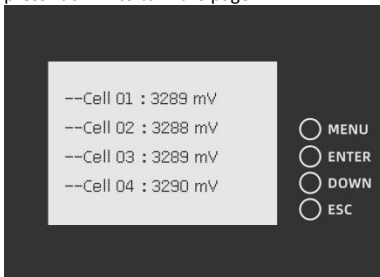 --Cell 01 : 3289 mV
--Cell 02 : 3288 mV
--Cell 03 : 3289 mV
--Cell 04 : 3290 mV
MENU
ENTER
DOWN
ESC